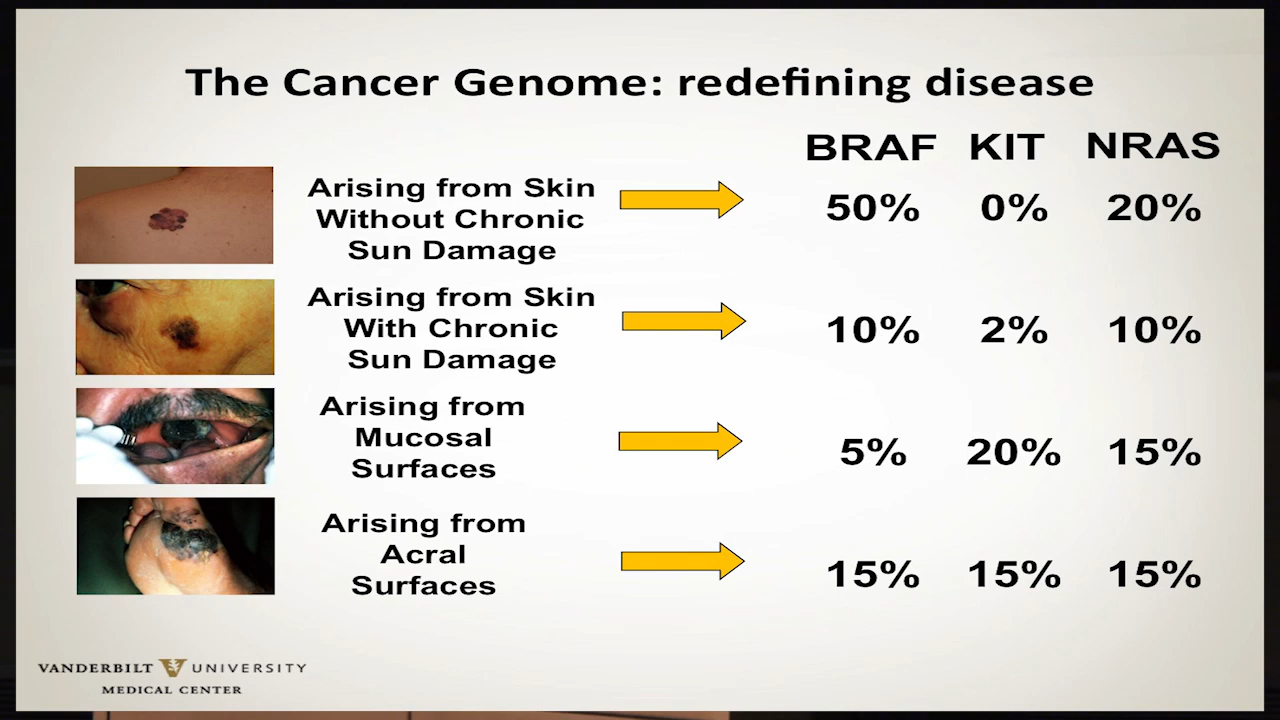 The Cancer Genome: redefining disease
BRAF KIT NRAS
Arising from Skin
Without Chronic
Sun Damage
50% 0% 20%
Arising from Skin
With Chronic
Sun Damage
10% 2% 10%
Arising from
Mucosal
Surfaces
5% 20% 15%
Arising from
Acral
Surfaces
15% 15% 15%
VANDERBILT UNIVERSITY
MEDICAL CENTER